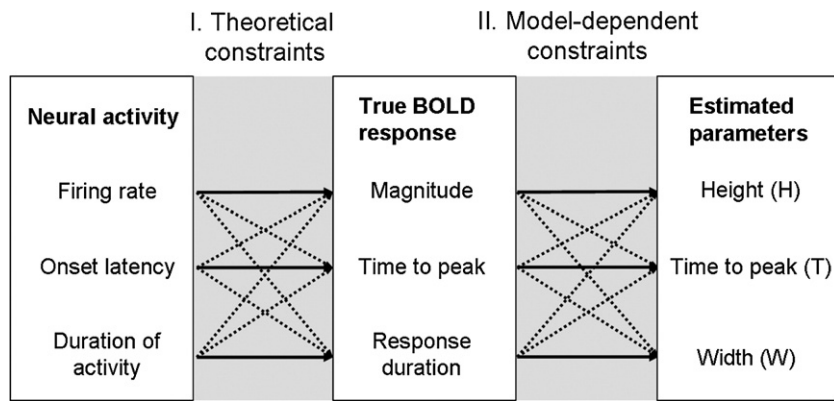 I. Theoretical
constraints
II. Model-dependent
constraints
Neural activity
Firing rate
Onset latency
Duration of
activity
True BOLD
response
Magnitude
Time to peak
Response
duration
Estimated
parameters
Height (H)
Time to peak (T)
Width (W)